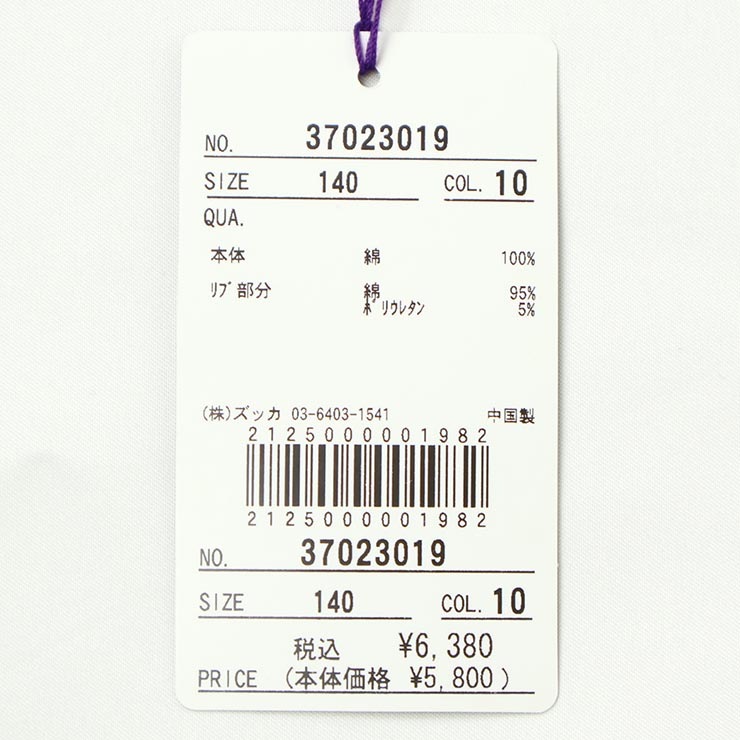 NO. 37023019
SIZE 140 COL. 10
QUA.
本体 綿 100%
ﾘﾌﾞ部分 綿 95%
ﾎﾟﾘｳﾚﾀﾝ 5%
(株)ズッカ 03-6403-1541 中国製
2125000001982
2125000001982
NO. 37023019
SIZE 140 COL. 10
税込 ¥6,380
PRICE (本体価格 ¥5,800)